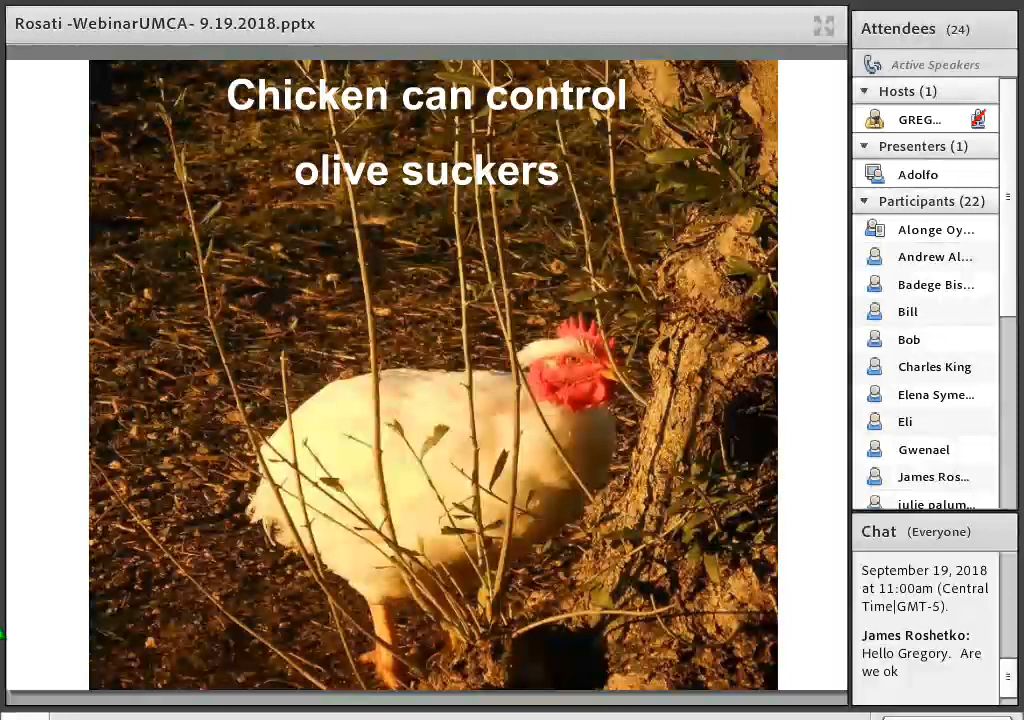 Rosati -WebinarUMCA- 9.19.2018.pptx
Chicken can control
olive suckers
Attendees (24)
Active Speakers
Hosts (1)
GREG...
Presenters (1)
Adolfo
Participants (22)
Alonge Oy...
Andrew Al...
Badege Bis...
Bill
Bob
Charles King
Elena Syme...
Eli
Gwenael
James Ros...
julie palum...
Chat (Everyone)
September 19, 2018
at 11:00am (Central
Time|GMT-5).
James Roshetko:
Hello Gregory. Are
we ok